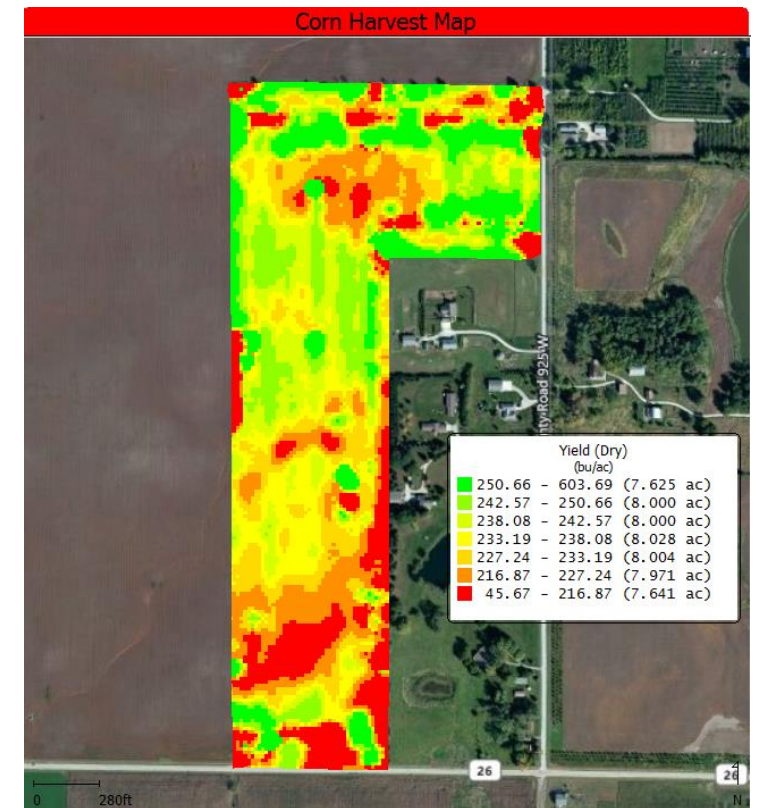 Corn Harvest Map
nty Road 925 W
Yield (Dry)
(bu/ac)
250.66 - 603.69 (7.625 ac)
242.57 - 250.66 (8.000 ac)
238.08 - 242.57 (8.000 ac)
233.19 - 238.08 (8.028 ac)
227.24 - 233.19 (8.004 ac)
216.87 - 227.24 (7.971 ac)
45.67 - 216.87 (7.641 ac)
26
26
0 280ft
N